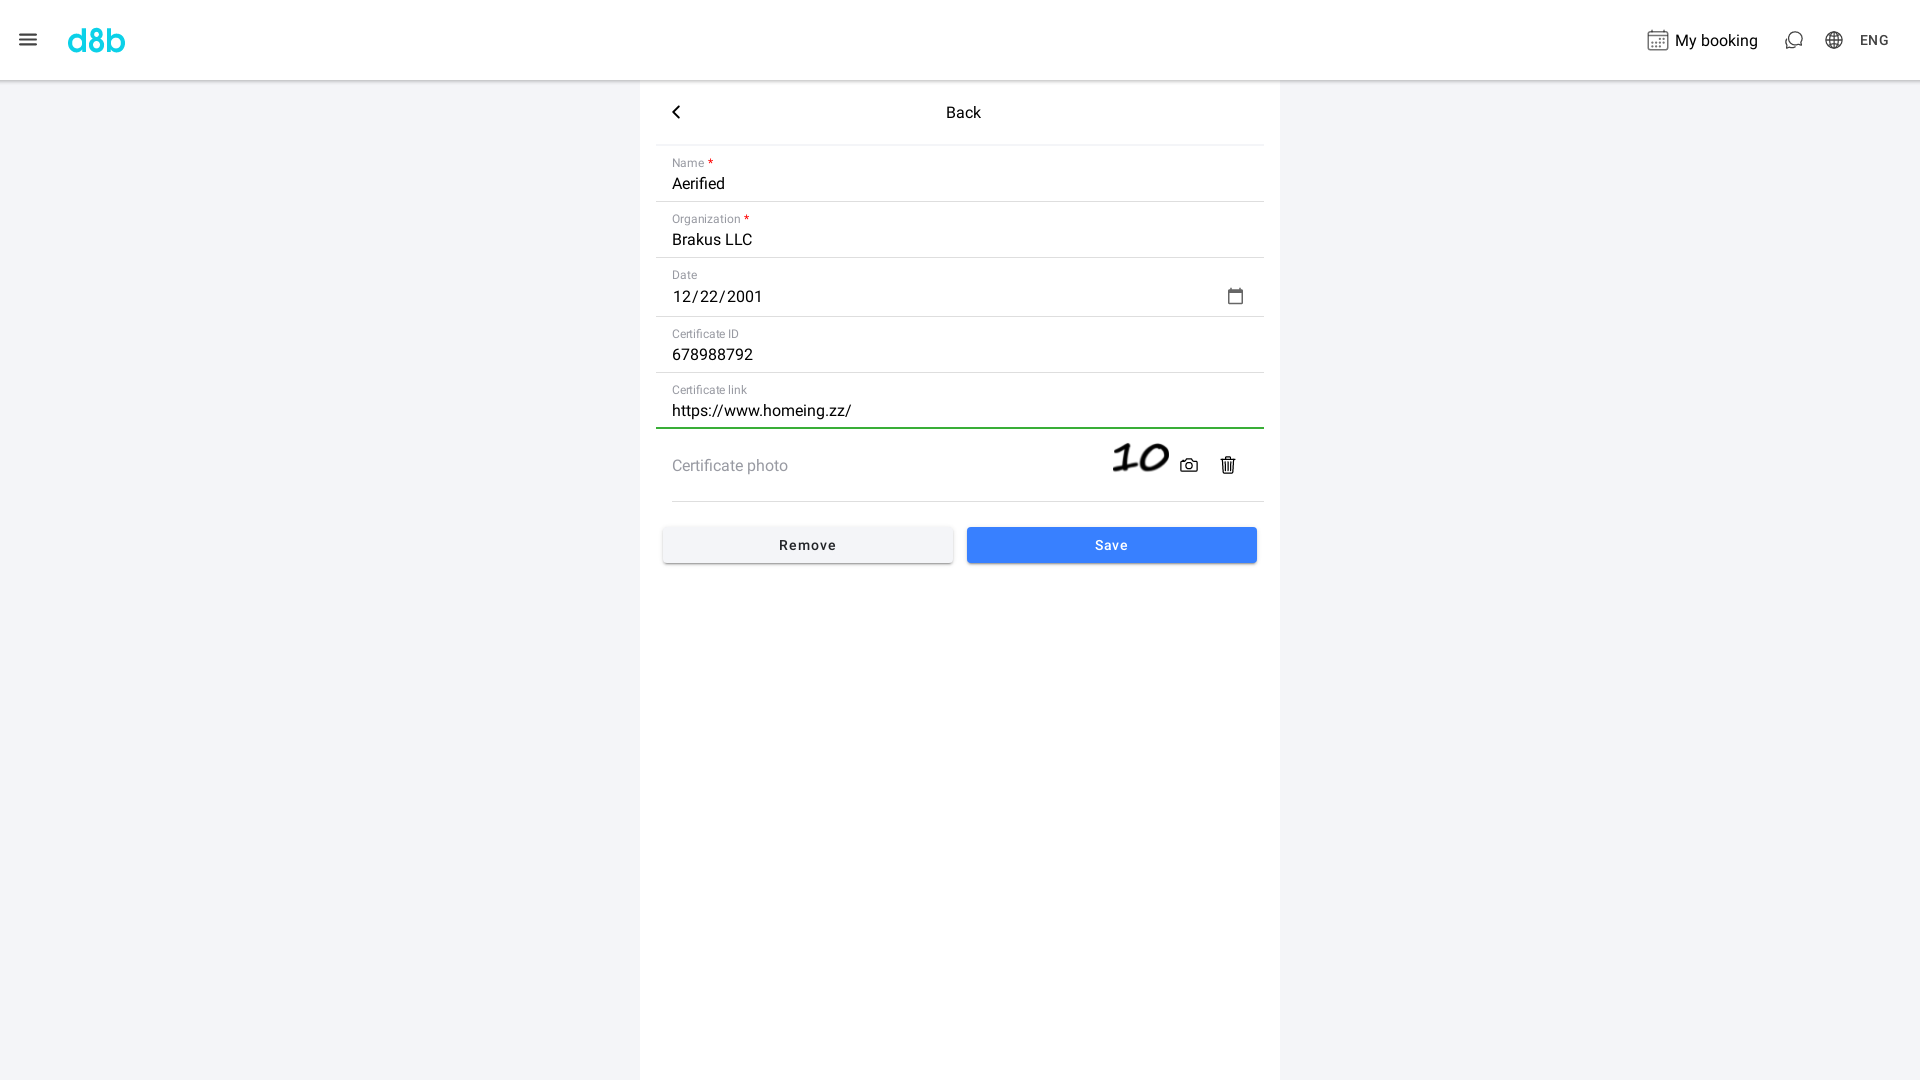 d8b
My booking
ENG
Back
Name *
Aerified
Organization *
Brakus LLC
Date
12/22/2001
Certificate ID
678988792
Certificate link
https://www.homeing.zz/
Certificate photo
10
Remove
Save